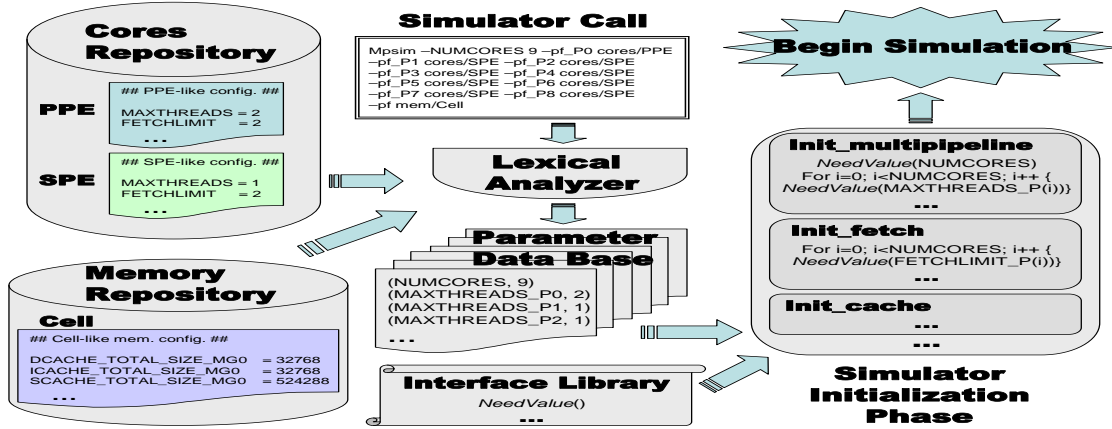 Cores
Repository
PPE
## PPE-like config. ##
MAXTHREADS = 2
FETCHLIMIT = 2
...
SPE
## SPE-like config. ##
MAXTHREADS = 1
FETCHLIMIT = 2
...
Memory
Repository
Cell
## Cell-like mem. config. ##
DCACHE_TOTAL_SIZE_MG0 = 32768
ICACHE_TOTAL_SIZE_MG0 = 32768
SCACHE_TOTAL_SIZE_MG0 = 524288
...
Simulator Call
Mpsim –NUMCORES 9 –pf_P0 cores/PPE
–pf_P1 cores/SPE –pf_P2 cores/SPE
–pf_P3 cores/SPE –pf_P4 cores/SPE
–pf_P5 cores/SPE –pf_P6 cores/SPE
–pf_P7 cores/SPE –pf_P8 cores/SPE
–pf mem/Cell
Lexical
Analyzer
Parameter
Data Base
(NUMCORES, 9)
(MAXTHREADS_P0, 2)
(MAXTHREADS_P1, 1)
(MAXTHREADS_P2, 1)
...
Interface Library
NeedValue()
...
Begin Simulation
Init_multipipeline
NeedValue(NUMCORES)
For i=0; i<NUMCORES; i++ {
NeedValue(MAXTHREADS_P(i))}
...
Init_fetch
For i=0; i<NUMCORES; i++ {
NeedValue(FETCHLIMIT_P(i))}
...
Init_cache
...
Simulator
Initialization
Phase